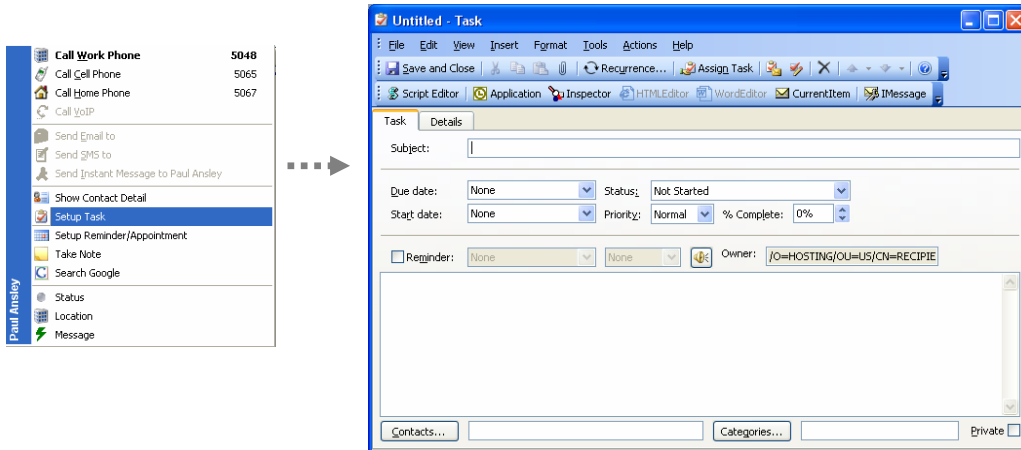 Call Work Phone 5048
Call Cell Phone 5065
Call Home Phone 5067
Call VoIP
Send Email to
Send SMS to
Send Instant Message to Paul Ansley
Show Contact Detail
Setup Task
Setup Reminder/Appointment
Take Note
Search Google
Status
Location
Message
Paul Ansley
Untitled - Task
File Edit View Insert Format Tools Actions Help
Save and Close Recurrence... Assign Task
Script Editor Application Inspector HTMLEditor WordEditor CurrentItem IMessage
Task Details
Subject:
Due date: None Status: Not Started
Start date: None Priority: Normal % Complete: 0%
Reminder: None None Owner: /O=HOSTING/OU=US/CN=RECIPIE
Contacts... Categories... Private